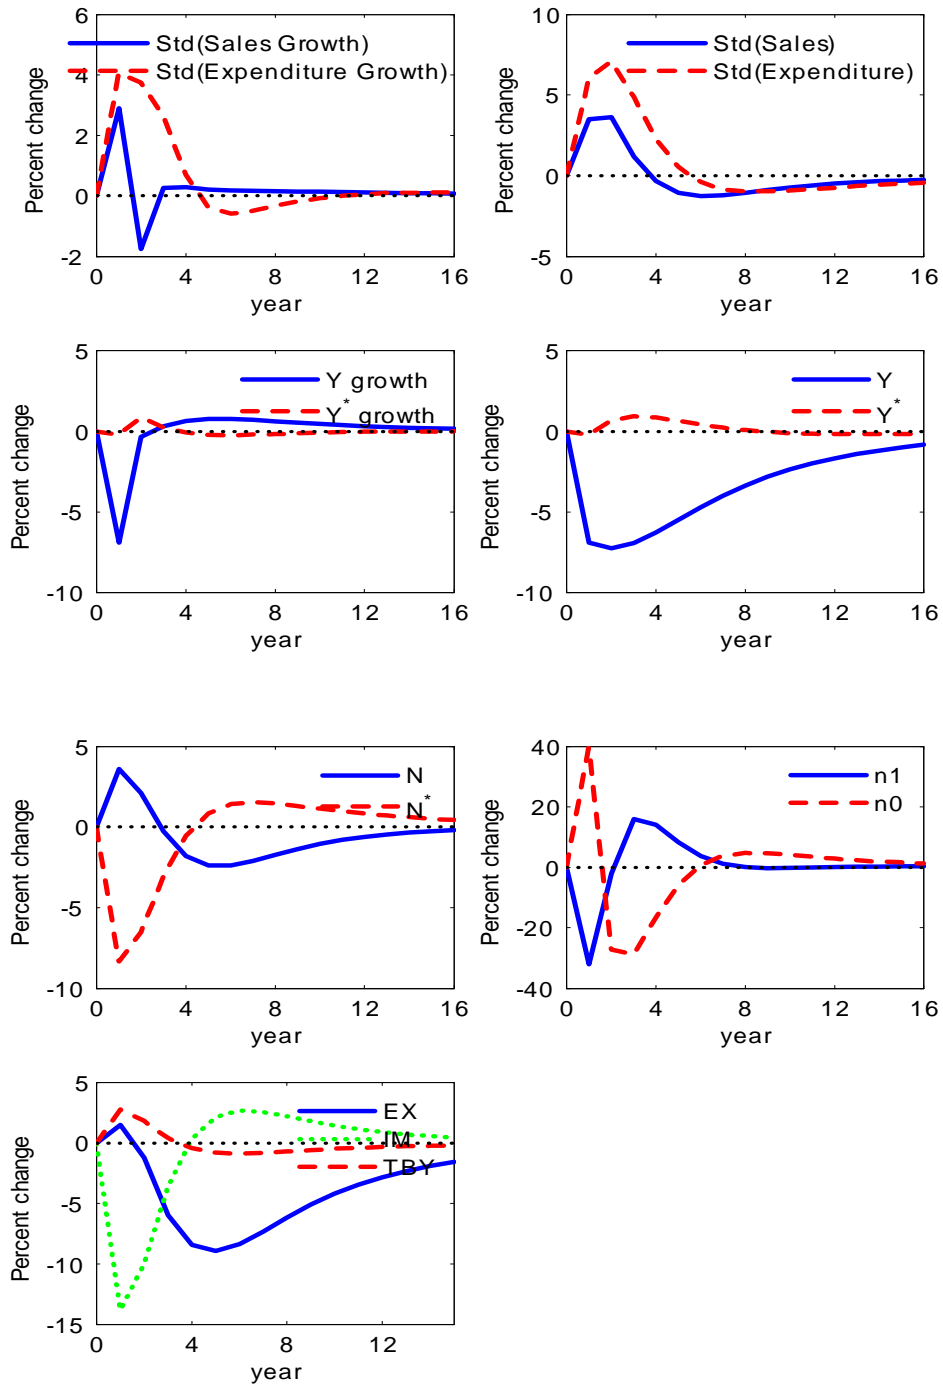 6
4
2
0
-2
0
4
8
12
16
Percent change
year
Std(Sales Growth)
Std(Expenditure Growth)
10
5
0
-5
0
4
8
12
16
Percent change
year
Std(Sales)
Std(Expenditure)
5
0
-5
-10
0
4
8
12
16
Percent change
year
Y growth
Y* growth
5
0
-5
-10
0
4
8
12
16
Percent change
year
Y
Y*
5
0
-5
-10
0
4
8
12
16
Percent change
year
N
N*
40
20
0
-20
-40
0
4
8
12
16
Percent change
year
n1
n0
5
0
-5
-10
-15
0
4
8
12
Percent change
year
EX
IM
TBY